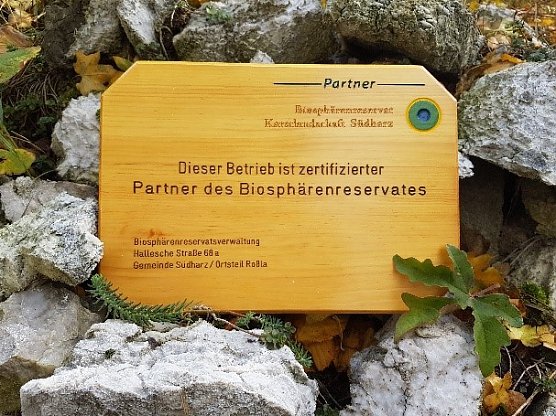 Partner
Biosphärenreservat
Karstlandschaft Südharz
Dieser Betrieb ist zertifizierter
Partner des Biosphärenreservates
Biosphärenreservatsverwaltung
Hallesche Straße 68a
Gemeinde Südharz / Ortsteil Roßla